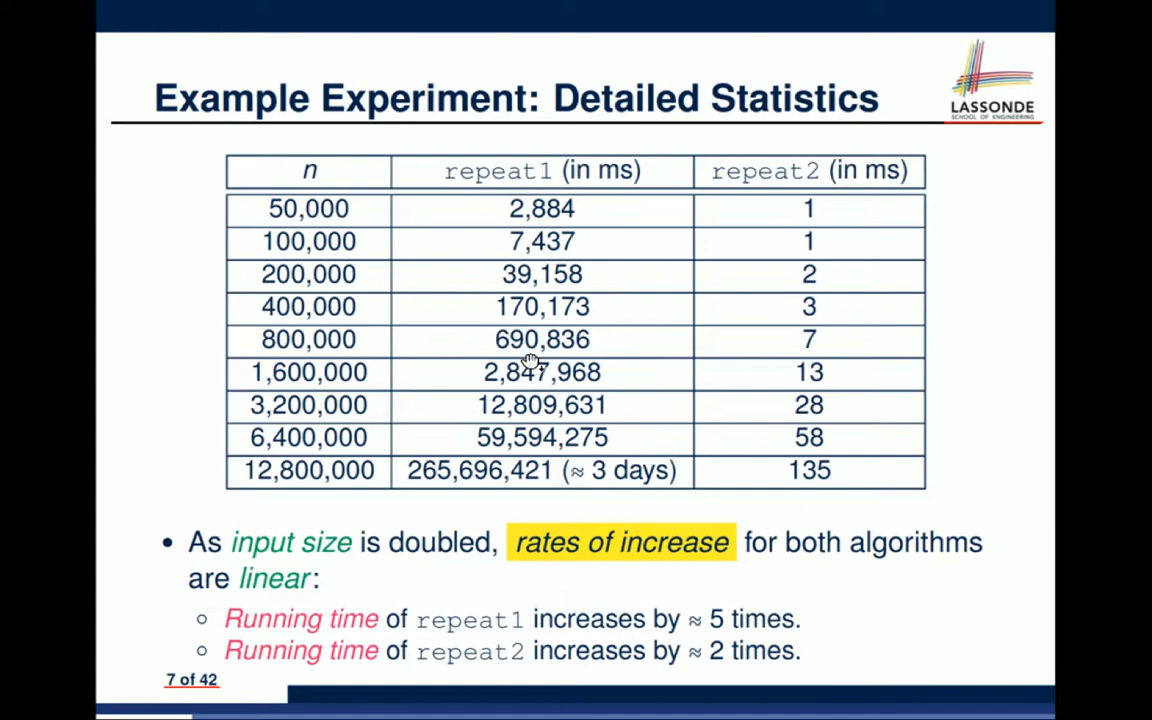 Example Experiment: Detailed Statistics
LASSONDE
SCHOOL OF ENGINEERING
n repeat1 (in ms) repeat2 (in ms)
50,000 2,884 1
100,000 7,437 1
200,000 39,158 2
400,000 170,173 3
800,000 690,836 7
1,600,000 2,847,968 13
3,200,000 12,809,631 28
6,400,000 59,594,275 58
12,800,000 265,696,421 (≈ 3 days) 135
• As input size is doubled, rates of increase for both algorithms
are linear:
○ Running time of repeat1 increases by ≈ 5 times.
○ Running time of repeat2 increases by ≈ 2 times.
7 of 42